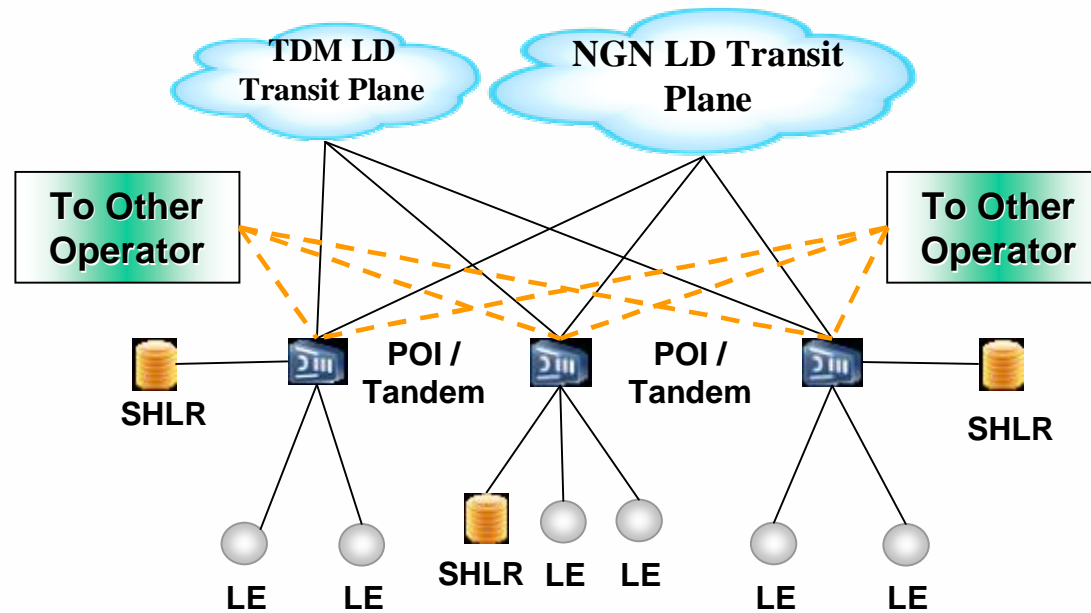 TDM LD
Transit Plane
NGN LD Transit
Plane
To Other
Operator
To Other
Operator
POI /
Tandem
POI /
Tandem
SHLR
SHLR
SHLR
LE
LE
LE
LE
LE
LE